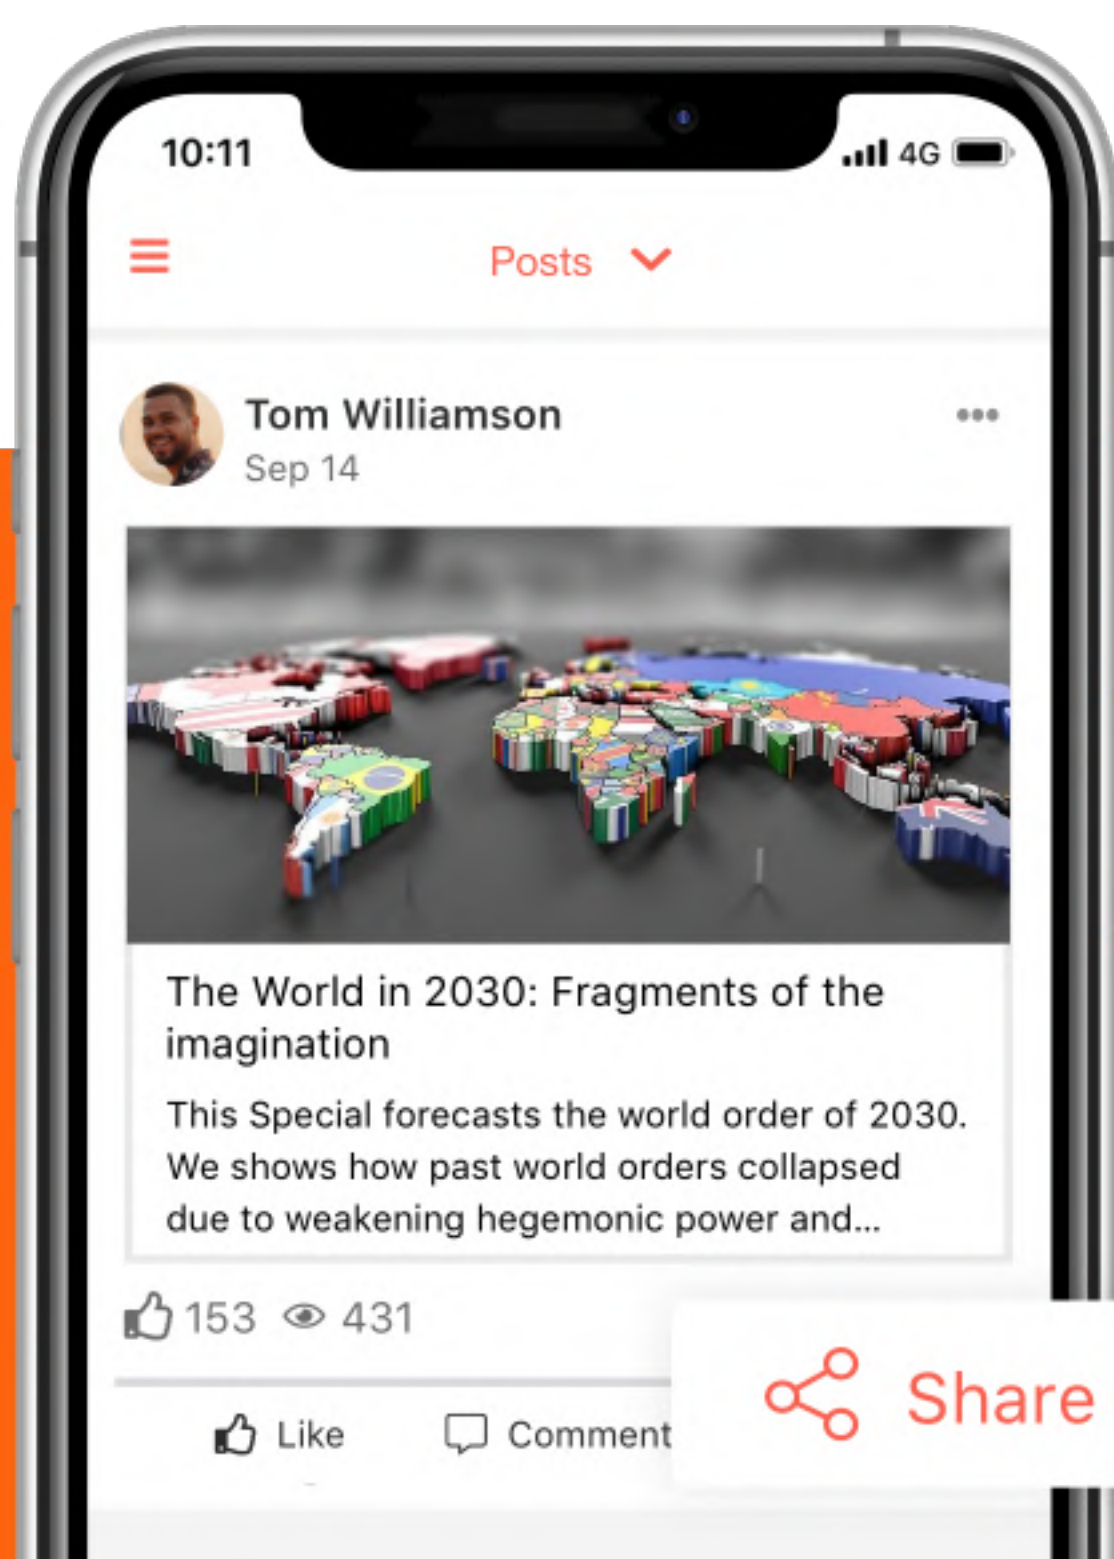 10:11
4G
Posts
Tom Williamson
Sep 14
The World in 2030: Fragments of the
imagination
This Special forecasts the world order of 2030.
We shows how past world orders collapsed
due to weakening hegemonic power and...
153 431
Share
Like Comment